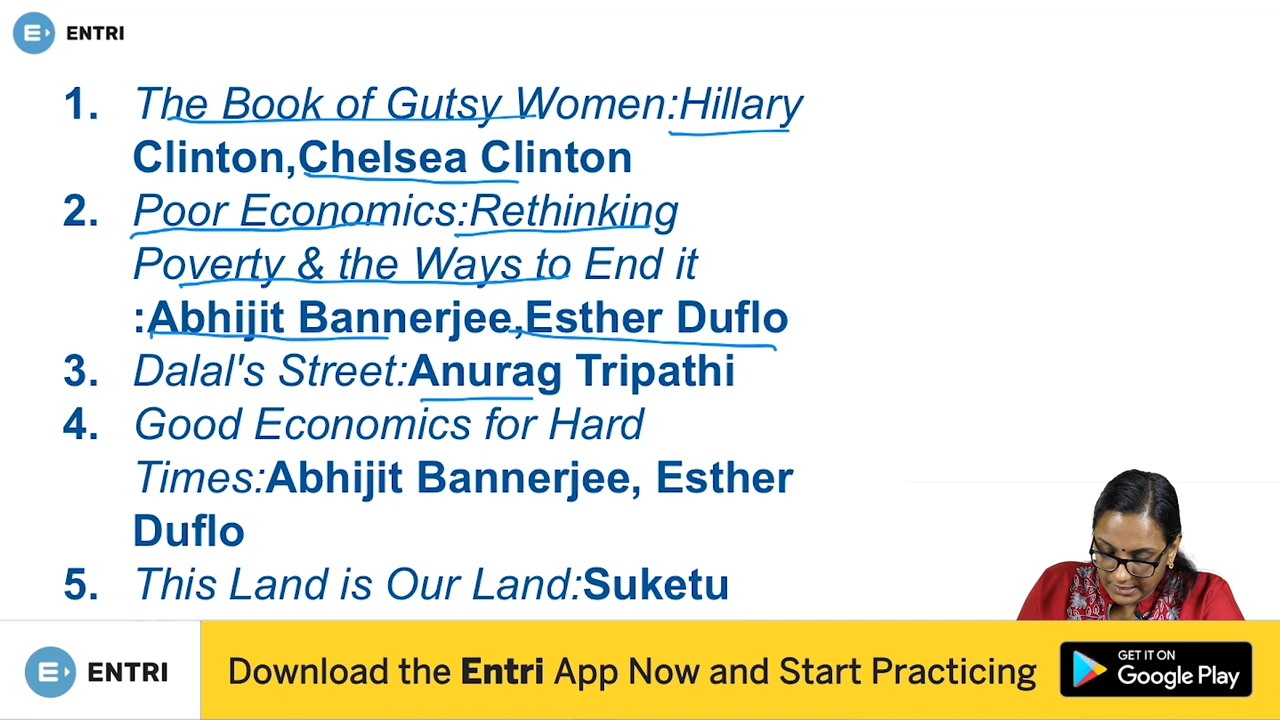 ENTRI
1. The Book of Gutsy Women:Hillary
Clinton,Chelsea Clinton
2. Poor Economics:Rethinking
Poverty & the Ways to End it
:Abhijit Bannerjee,Esther Duflo
3. Dalal's Street:Anurag Tripathi
4. Good Economics for Hard
Times:Abhijit Bannerjee, Esther
Duflo
5. This Land is Our Land:Suketu
ENTRI
Download the Entri App Now and Start Practicing
GET IT ON
Google Play